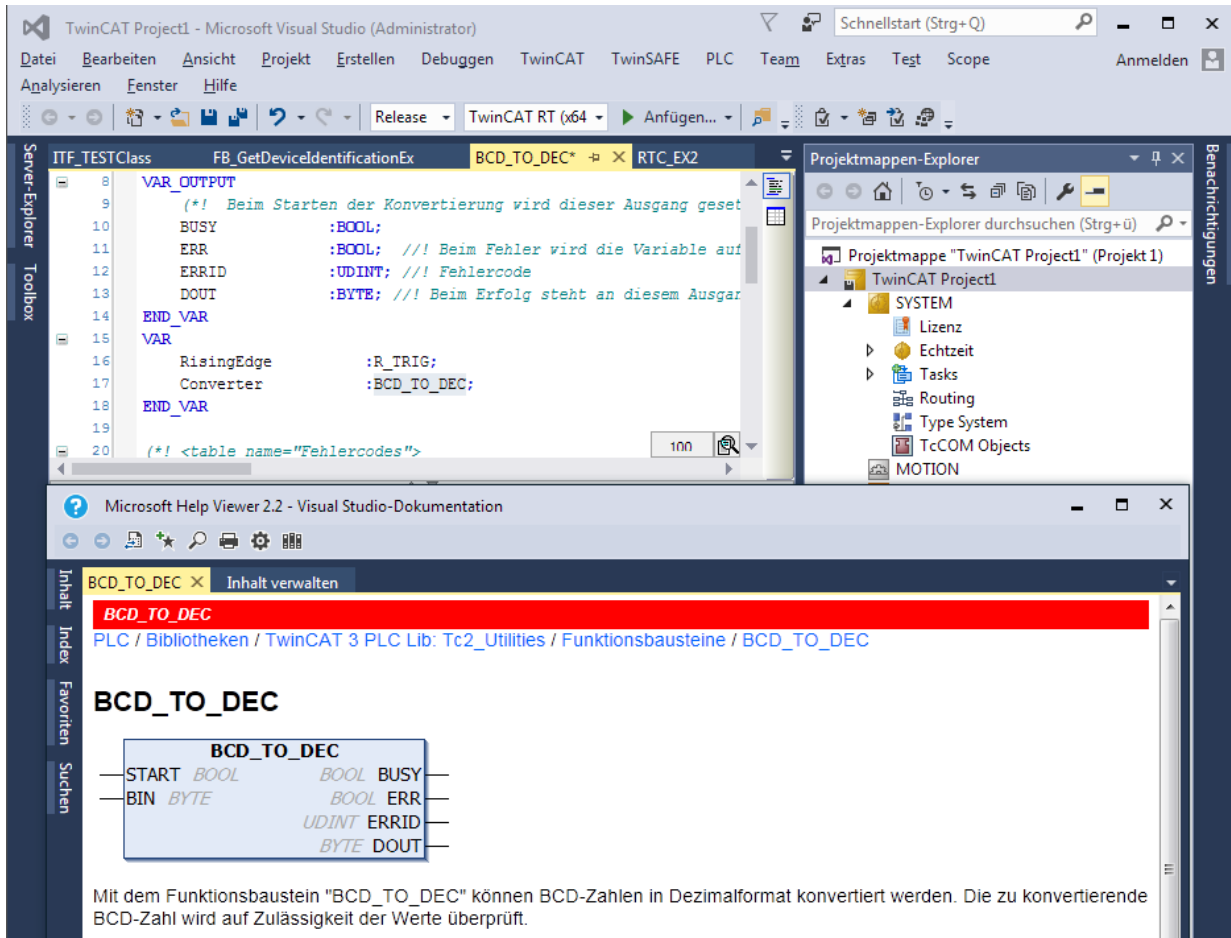 TwinCAT Project1 - Microsoft Visual Studio (Administrator)
Schnellstart (Strg+Q)
Datei Bearbeiten Ansicht Projekt Erstellen Debuggen TwinCAT TwinSAFE PLC Team Extras Test Scope Anmelden
Analysieren Fenster Hilfe
Release TwinCAT RT (x64 Anfügen...
Server-Explorer
Toolbox
ITF_TESTClass FB_GetDeviceIdentificationEx BCD_TO_DEC* RTC_EX2
8 VAR_OUTPUT
9 (*! Beim Starten der Konvertierung wird dieser Ausgang geset
10 BUSY :BOOL;
11 ERR :BOOL; //! Beim Fehler wird die Variable auf
12 ERRID :UDINT; //! Fehlercode
13 DOUT :BYTE; //! Beim Erfolg steht an diesem Ausgan
14 END_VAR
15 VAR
16 RisingEdge :R_TRIG;
17 Converter :BCD_TO_DEC;
18 END_VAR
19
20 (*! <table name="Fehlercodes">
100
Projektmappen-Explorer
Projektmappen-Explorer durchsuchen (Strg+ü)
Projektmappe "TwinCAT Project1" (Projekt 1)
TwinCAT Project1
SYSTEM
Lizenz
Echtzeit
Tasks
Routing
Type System
TcCOM Objects
MOTION
Benachrichtigungen
Microsoft Help Viewer 2.2 - Visual Studio-Dokumentation
Inhalt
Index
Favoriten
Suchen
BCD_TO_DEC Inhalt verwalten
BCD_TO_DEC
PLC / Bibliotheken / TwinCAT 3 PLC Lib: Tc2_Utilities / Funktionsbausteine / BCD_TO_DEC
BCD_TO_DEC
BCD_TO_DEC
START BOOL BOOL BUSY
BIN BYTE BOOL ERR
UDINT ERRID
BYTE DOUT
Mit dem Funktionsbaustein "BCD_TO_DEC" können BCD-Zahlen in Dezimalformat konvertiert werden. Die zu konvertierende
BCD-Zahl wird auf Zulässigkeit der Werte überprüft.